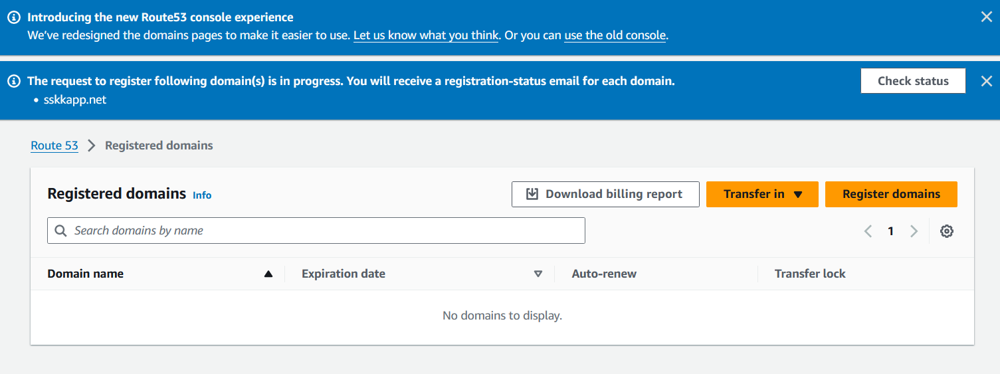 Introducing the new Route53 console experience
We've redesigned the domains pages to make it easier to use. Let us know what you think. Or you can use the old console.
The request to register following domain(s) is in progress. You will receive a registration-status email for each domain.
Check status
• sskkapp.net
Route 53 > Registered domains
Registered domains Info
Download billing report
Transfer in
Register domains
Search domains by name
1
Domain name
Expiration date
Auto-renew
Transfer lock
No domains to display.